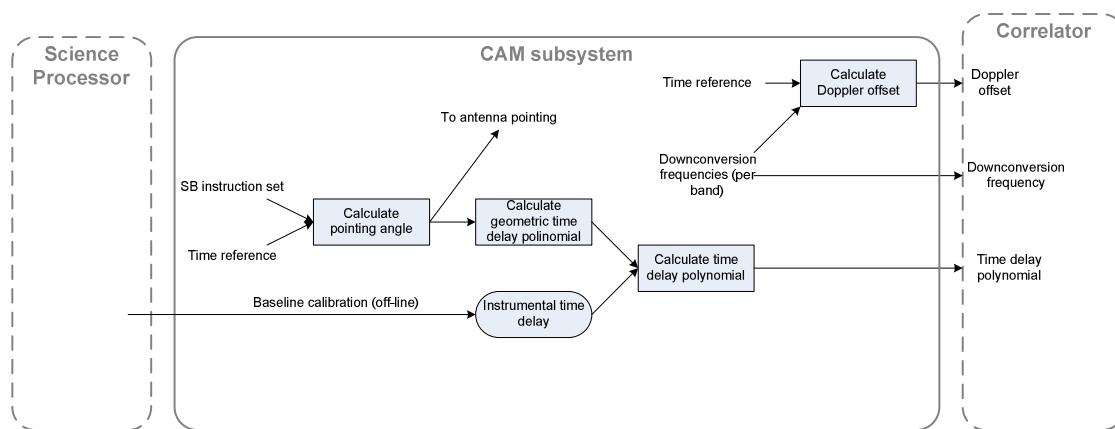 Science
Processor
CAM subsystem
Correlator
Time reference
Calculate
Doppler offset
Doppler
offset
To antenna pointing
Downconversion
frequencies (per
band)
Downconversion
frequency
SB instruction set
Calculate
pointing angle
Calculate
geometric time
delay polinomial
Time reference
Calculate time
delay polynomial
Time delay
polynomial
Baseline calibration (off-line)
Instrumental time
delay